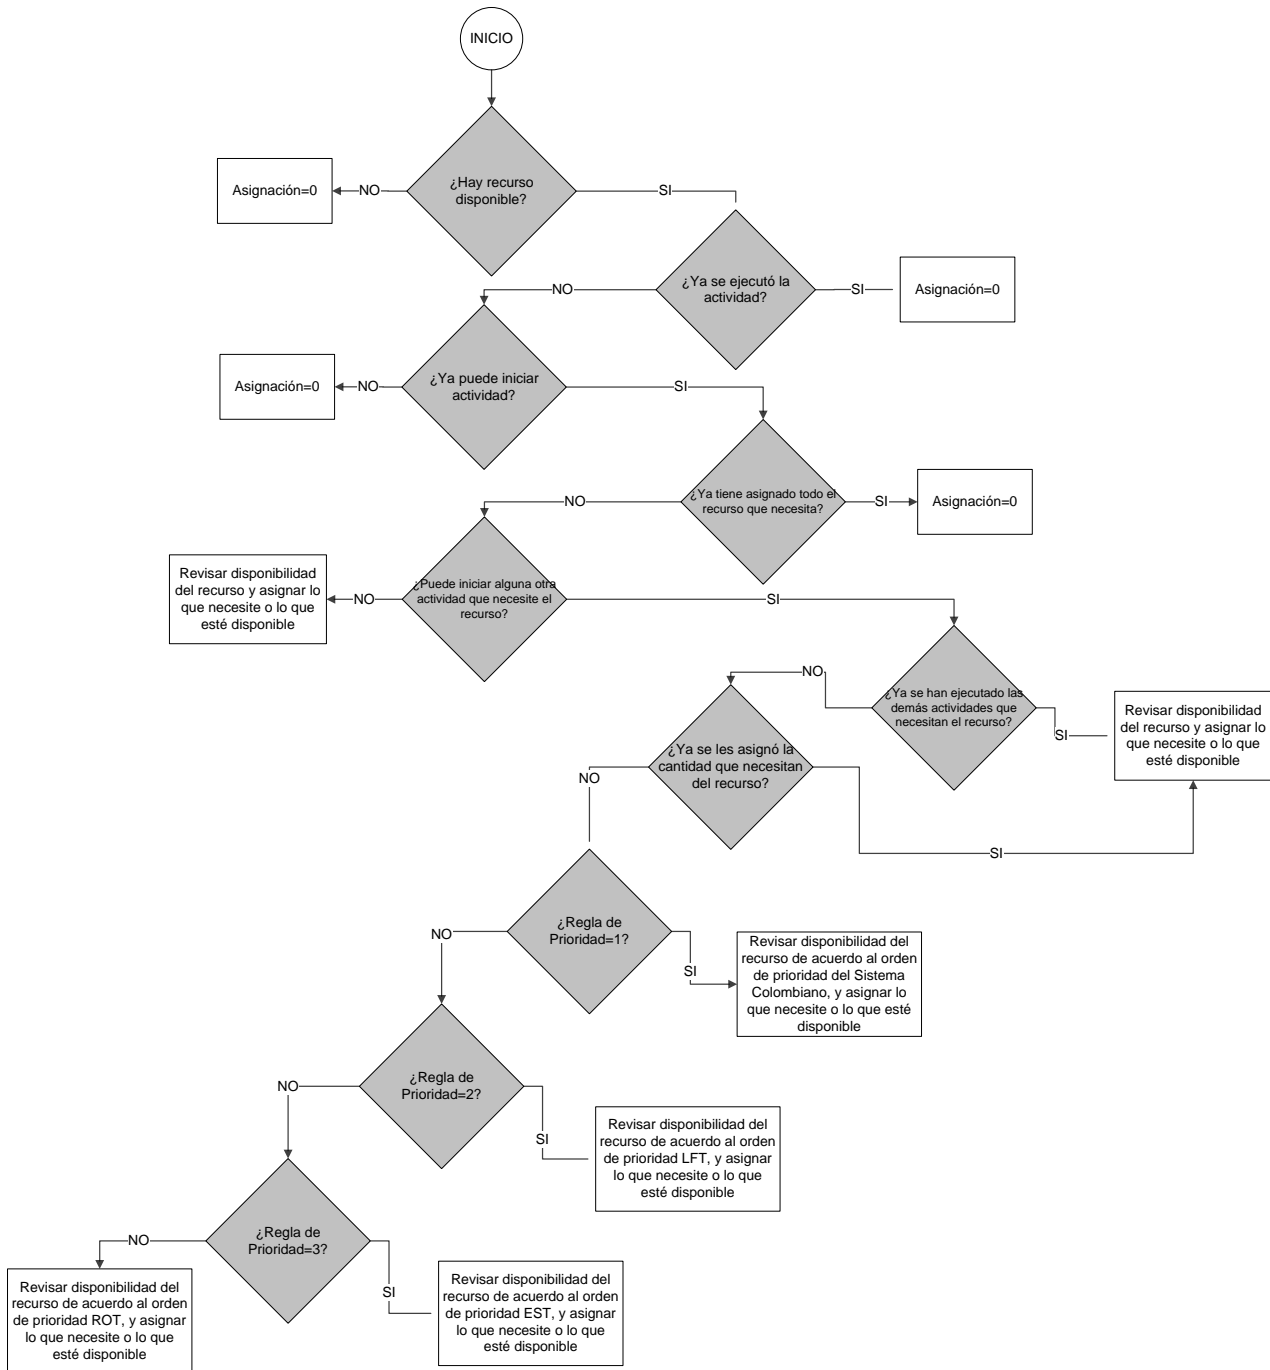 INICIO
¿Hay recurso
disponible?
NO
Asignación=0
SI
¿Ya se ejecutó la
actividad?
SI
Asignación=0
NO
¿Ya puede iniciar
actividad?
NO
Asignación=0
SI
¿Ya tiene asignado todo el
recurso que necesita?
SI
Asignación=0
NO
¿Puede iniciar alguna otra
actividad que necesite el
recurso?
NO
Revisar disponibilidad
del recurso y asignar lo
que necesite o lo que
esté disponible
SI
¿Ya se han ejecutado las
demás actividades que
necesitan el recurso?
SI
Revisar disponibilidad
del recurso y asignar lo
que necesite o lo que
esté disponible
NO
¿Ya se les asignó la
cantidad que necesitan
del recurso?
SI
NO
¿Regla de
Prioridad=1?
SI
Revisar disponibilidad del
recurso de acuerdo al orden
de prioridad del Sistema
Colombiano, y asignar lo
que necesite o lo que esté
disponible
NO
¿Regla de
Prioridad=2?
SI
Revisar disponibilidad del
recurso de acuerdo al orden
de prioridad LFT, y asignar
lo que necesite o lo que
esté disponible
NO
¿Regla de
Prioridad=3?
SI
Revisar disponibilidad del
recurso de acuerdo al orden
de prioridad EST, y asignar
lo que necesite o lo que
esté disponible
NO
Revisar disponibilidad del
recurso de acuerdo al orden
de prioridad ROT, y asignar
lo que necesite o lo que
esté disponible